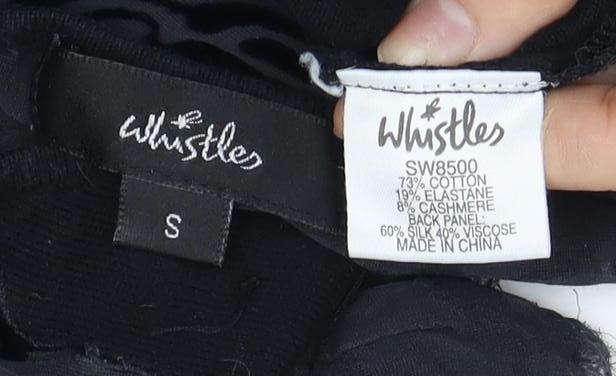 Whistles
S
Whistles
SW8500
73% COTTON
19% ELASTANE
8% CASHMERE
BACK PANEL:
60% SILK 40% VISCOSE
MADE IN CHINA